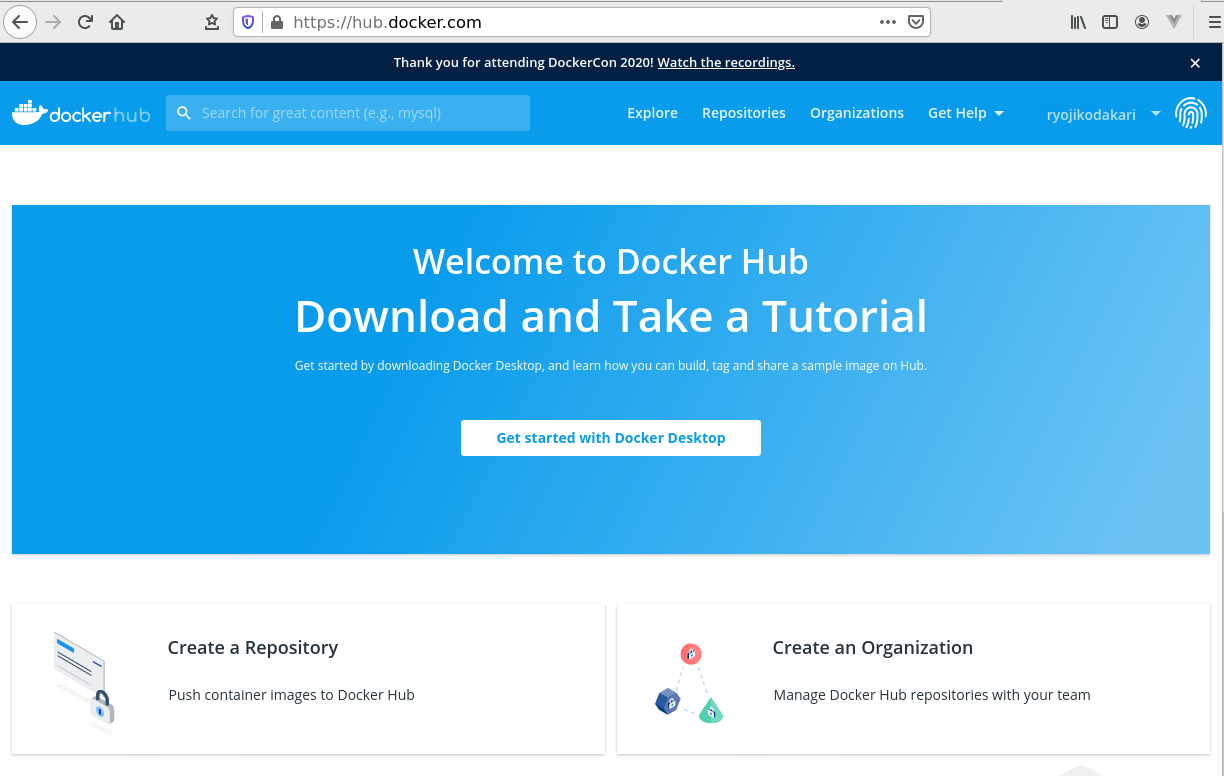 https://hub.docker.com
Thank you for attending DockerCon 2020! Watch the recordings.
dockerhub
Search for great content (e.g., mysql)
Explore
Repositories
Organizations
Get Help
ryojikodakari
Welcome to Docker Hub
Download and Take a Tutorial
Get started by downloading Docker Desktop, and learn how you can build, tag and share a sample image on Hub.
Get started with Docker Desktop
Create a Repository
Push container images to Docker Hub
Create an Organization
Manage Docker Hub repositories with your team